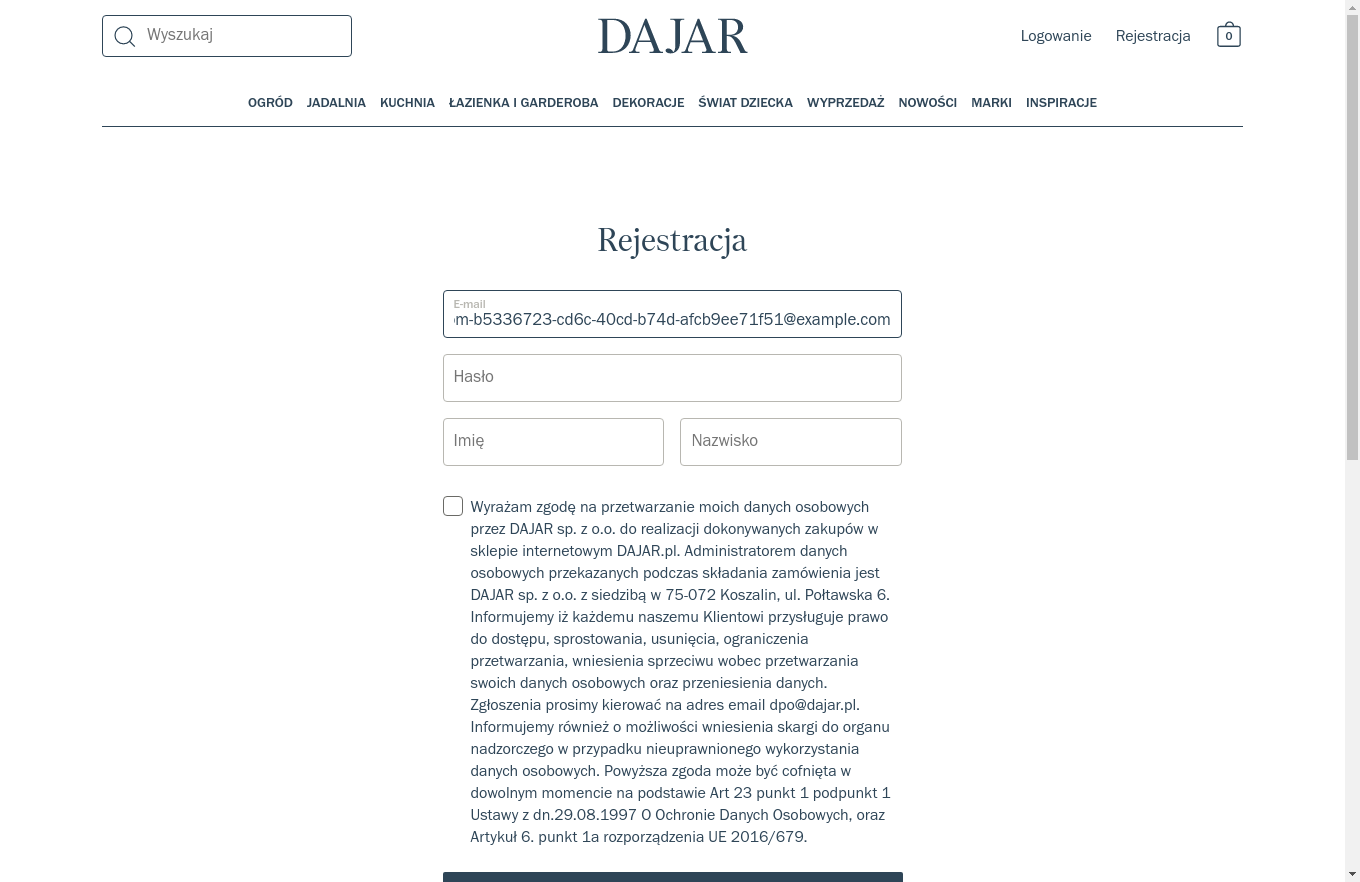 Wyszukaj
DAJAR
Logowanie
Rejestracja
0
OGRÓD JADALNIA KUCHNIA ŁAZIENKA I GARDEROBA DEKORACJE ŚWIAT DZIECKA WYPRZEDAŻ NOWOŚCI MARKI INSPIRACJE
Rejestracja
E-mail
m-b5336723-cd6c-40cd-b74d-afcb9ee71f51@example.com
Hasło
Imię
Nazwisko
Wyrażam zgodę na przetwarzanie moich danych osobowych
przez DAJAR sp. z o.o. do realizacji dokonywanych zakupów w
sklepie internetowym DAJAR.pl. Administratorem danych
osobowych przekazanych podczas składania zamówienia jest
DAJAR sp. z o.o. z siedzibą w 75-072 Koszalin, ul. Połtawska 6.
Informujemy iż każdemu naszemu Klientowi przysługuje prawo
do dostępu, sprostowania, usunięcia, ograniczenia
przetwarzania, wniesienia sprzeciwu wobec przetwarzania
swoich danych osobowych oraz przeniesienia danych.
Zgłoszenia prosimy kierować na adres email dpo@dajar.pl.
Informujemy również o możliwości wniesienia skargi do organu
nadzorczego w przypadku nieuprawnionego wykorzystania
danych osobowych. Powyższa zgoda może być cofnięta w
dowolnym momencie na podstawie Art 23 punkt 1 podpunkt 1
Ustawy z dn.29.08.1997 O Ochronie Danych Osobowych, oraz
Artykuł 6. punkt 1a rozporządzenia UE 2016/679.